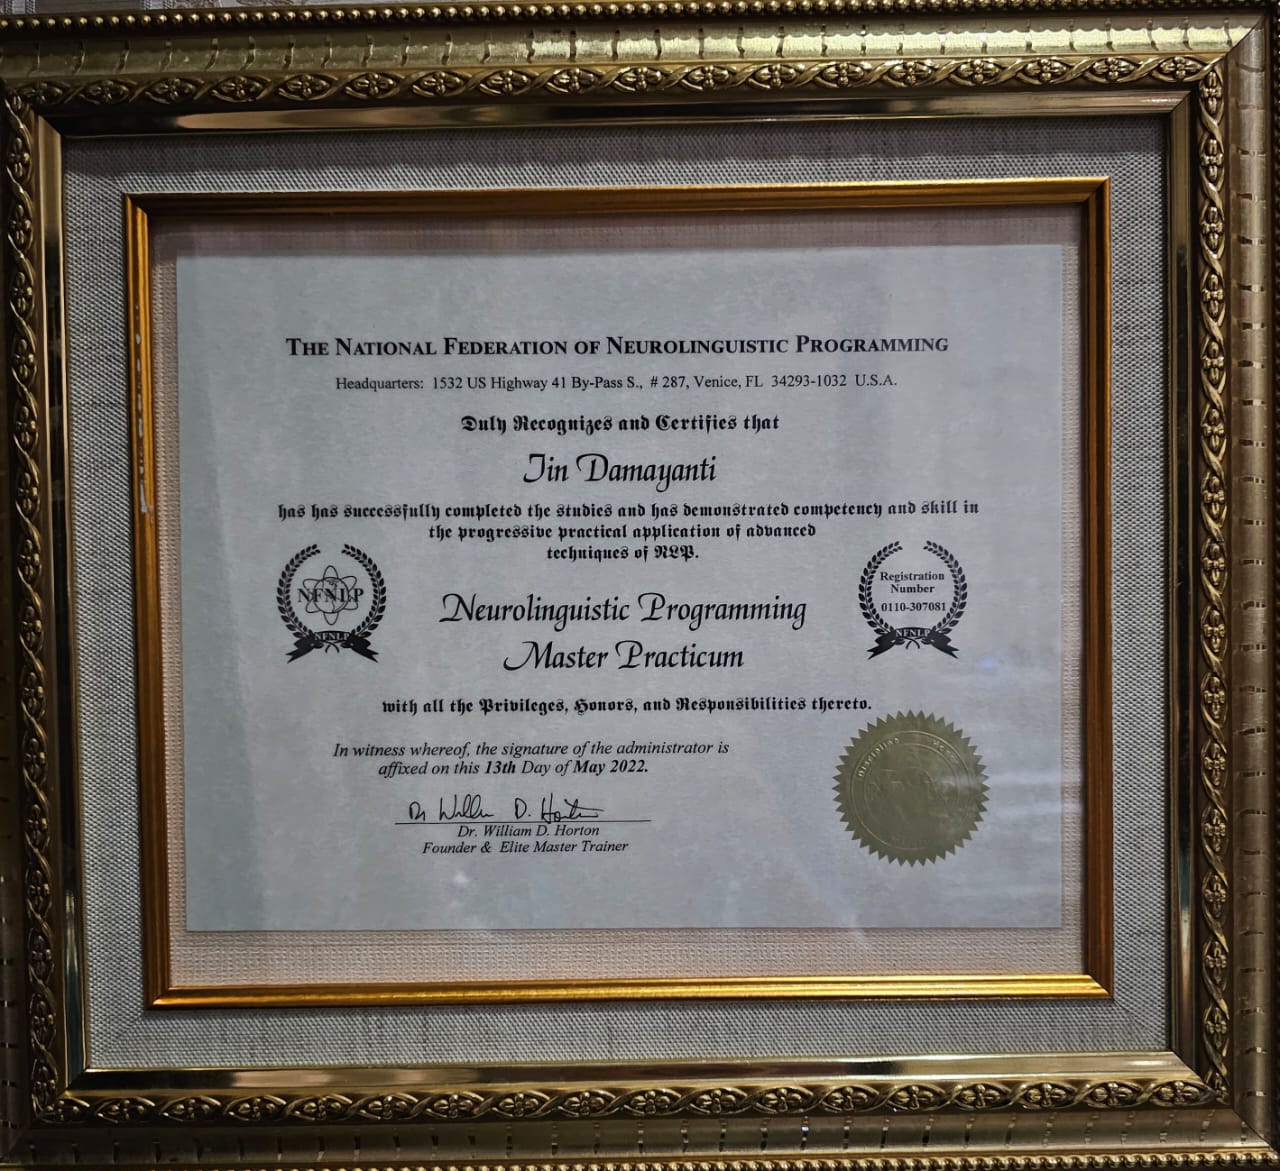 THE NATIONAL FEDERATION OF NEUROLINGUISTIC PROGRAMMING
Headquarters: 1532 US Highway 41 By-Pass S., # 287, Venice, FL 34293-1032 U.S.A.
Duly Recognizes and Certifies that
Iin Damayanti
has has successfully completed the studies and has demonstrated competency and skill in
the progressive practical application of advanced
techniques of NLP.
NFNLP
NFNLP
Registration
Number
0110-307081
NFNLP
Neurolinguistic Programming
Master Practicum
with all the Privileges, Honors, and Responsibilities thereto.
In witness whereof, the signature of the administrator is
affixed on this 13th Day of May 2022.
Dr William D. Horton
Dr. William D. Horton
Founder & Elite Master Trainer